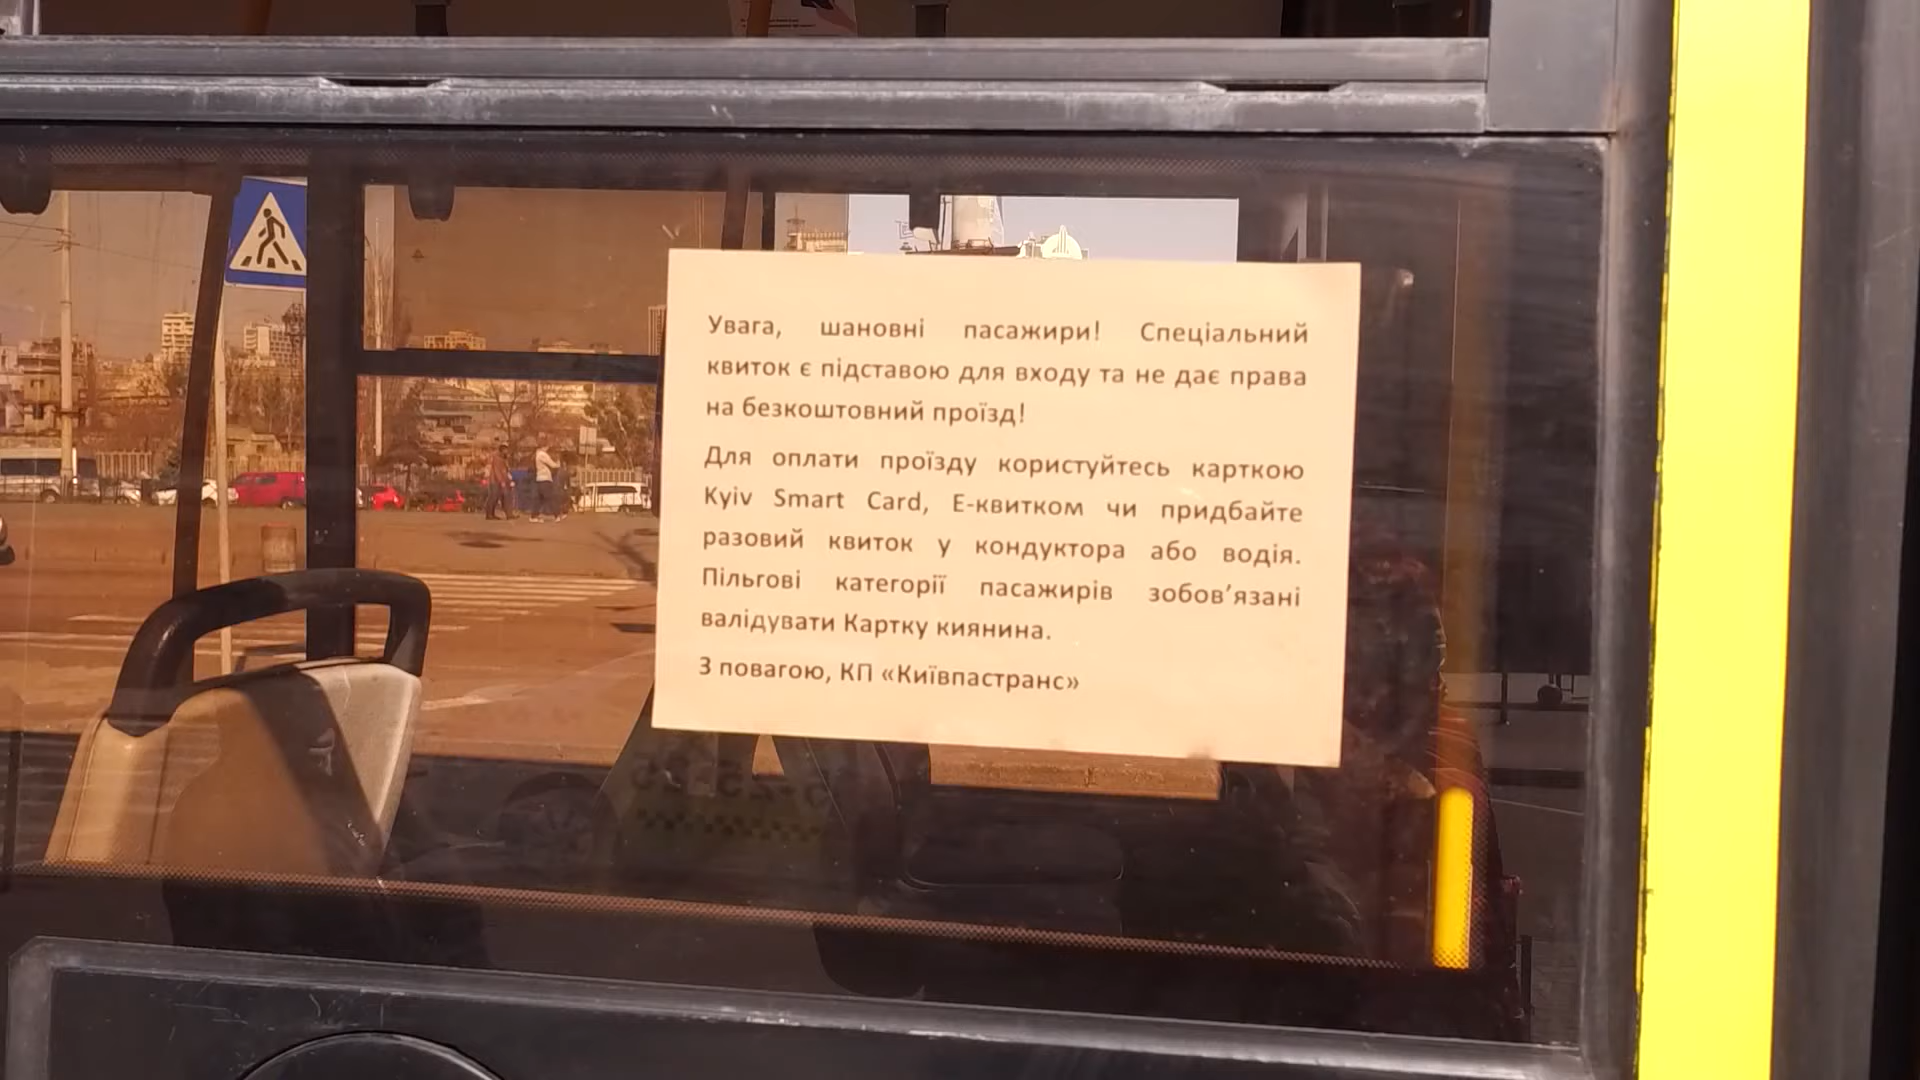 Увага, шановні пасажири! Спеціальний
квиток є підставою для входу та не дає права
на безкоштовний проїзд!
Для оплати проїзду користуйтесь карткою
Kyiv Smart Card, Е-квитком чи придбайте
разовий квиток у кондуктора або водія.
Пільгові категорії пасажирів зобов’язані
валідувати Картку киянина.
З повагою, КП «Київпастранс»